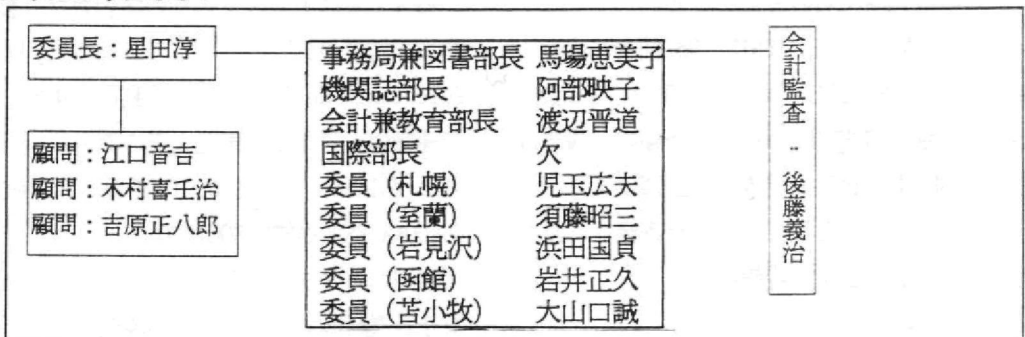 委員長：星田淳
顧問：江口音吉
顧問：木村喜壬治
顧問：吉原正八郎
事務局兼図書部長 馬場恵美子
機関誌部長 阿部映子
会計兼教育部長 渡辺晋道
国際部長 欠
委員（札幌） 児玉広夫
委員（室蘭） 須藤昭三
委員（岩見沢） 浜田国貞
委員（函館） 岩井正久
委員（苫小牧） 大山口誠
会計監査：後藤義治